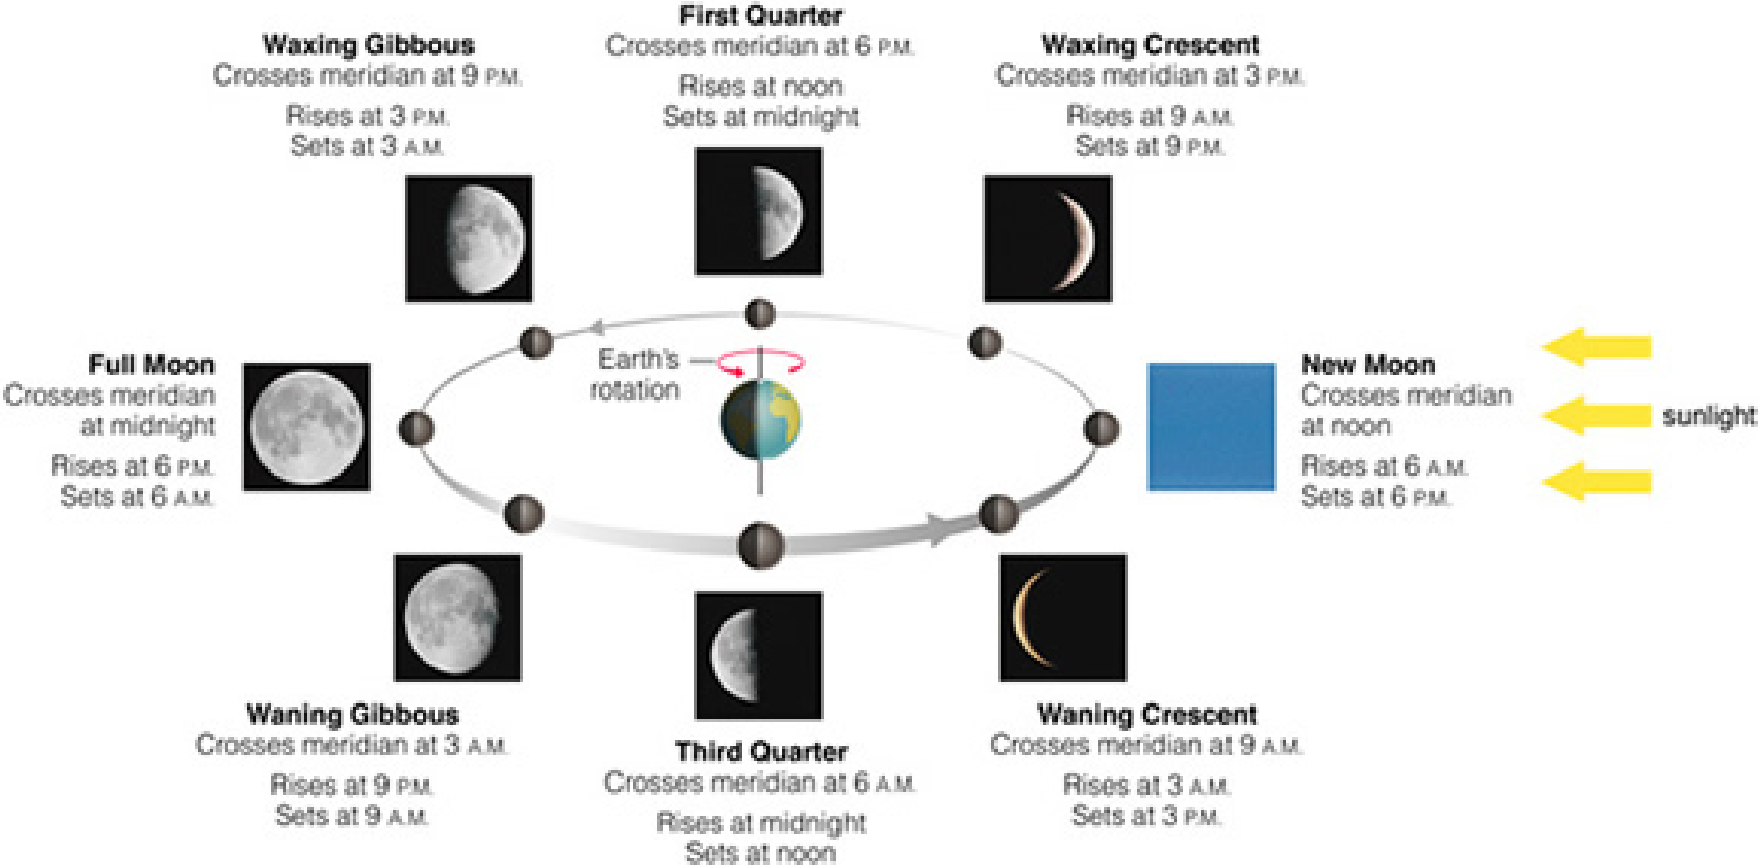 First Quarter
Crosses meridian at 6 P.M.
Rises at noon
Sets at midnight
Waxing Gibbous
Crosses meridian at 9 P.M.
Rises at 3 P.M.
Sets at 3 A.M.
Waxing Crescent
Crosses meridian at 3 P.M.
Rises at 9 A.M.
Sets at 9 P.M.
Full Moon
Crosses meridian
at midnight
Rises at 6 P.M.
Sets at 6 A.M.
Earth's
rotation
New Moon
Crosses meridian
at noon
Rises at 6 A.M.
Sets at 6 P.M.
sunlight
Waning Gibbous
Crosses meridian at 3 A.M.
Rises at 9 P.M.
Sets at 9 A.M.
Third Quarter
Crosses meridian at 6 A.M.
Rises at midnight
Sets at noon
Waning Crescent
Crosses meridian at 9 A.M.
Rises at 3 A.M.
Sets at 3 P.M.